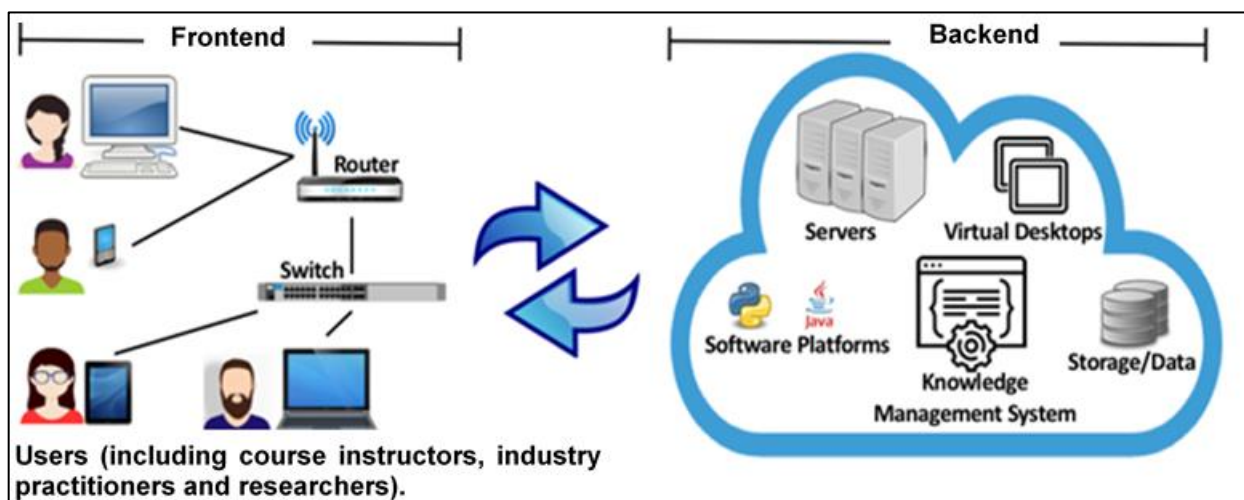 Frontend
Backend
Router
Switch
Users (including course instructors, industry
practitioners and researchers).
Servers
Virtual Desktops
Java
Software Platforms
Knowledge
Management System
Storage/Data